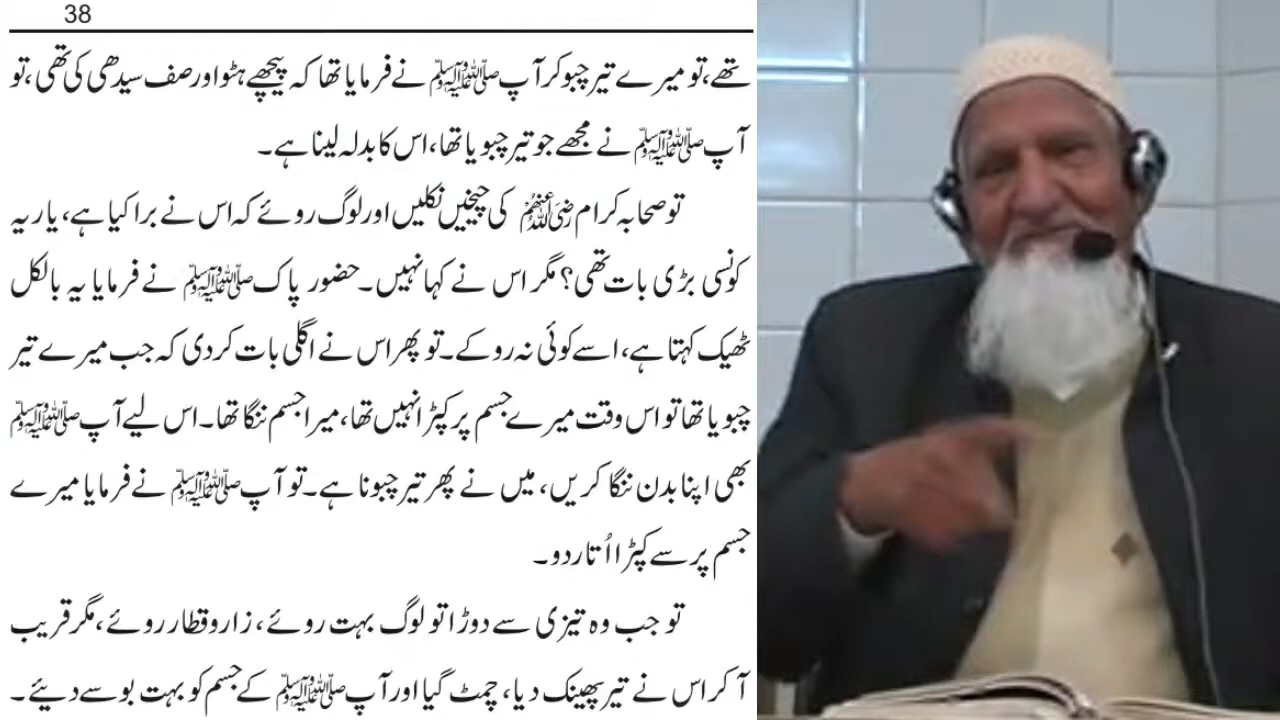 38
تھے، تو میرے تیر چبو کر آپ ﷺ نے فرمایا تھا کہ پیچھے ہٹو اور صف سیدھی کی تھی، تو
آپ ﷺ نے مجھے جو تیر چبویا تھا، اس کا بدلہ لینا ہے۔
تو صحابہ کرام رضی اللہ عنہم کی چیخیں نکلیں اور لوگ روئے کہ اس نے برا کیا ہے، یار یہ
کونسی بڑی بات تھی؟ مگر اس نے کہا نہیں۔ حضور پاک ﷺ نے فرمایا یہ بالکل
ٹھیک کہتا ہے، اسے کوئی نہ روکے۔ تو پھر اس نے اگلی بات کر دی کہ جب میرے تیر
چبویا تھا تو اس وقت میرے جسم پر کپڑا نہیں تھا، میرا جسم ننگا تھا۔ اس لیے آپ ﷺ
بھی اپنا بدن ننگا کریں، میں نے پھر تیر چبونا ہے۔ تو آپ ﷺ نے فرمایا میرے
جسم پر سے کپڑا اُتار دو۔
تو جب وہ تیزی سے دوڑا تو لوگ بہت روئے، زار و قطار روئے، مگر قریب
آ کر اس نے تیر پھینک دیا، چمٹ گیا اور آپ ﷺ کے جسم کو بہت بوسے دیئے۔